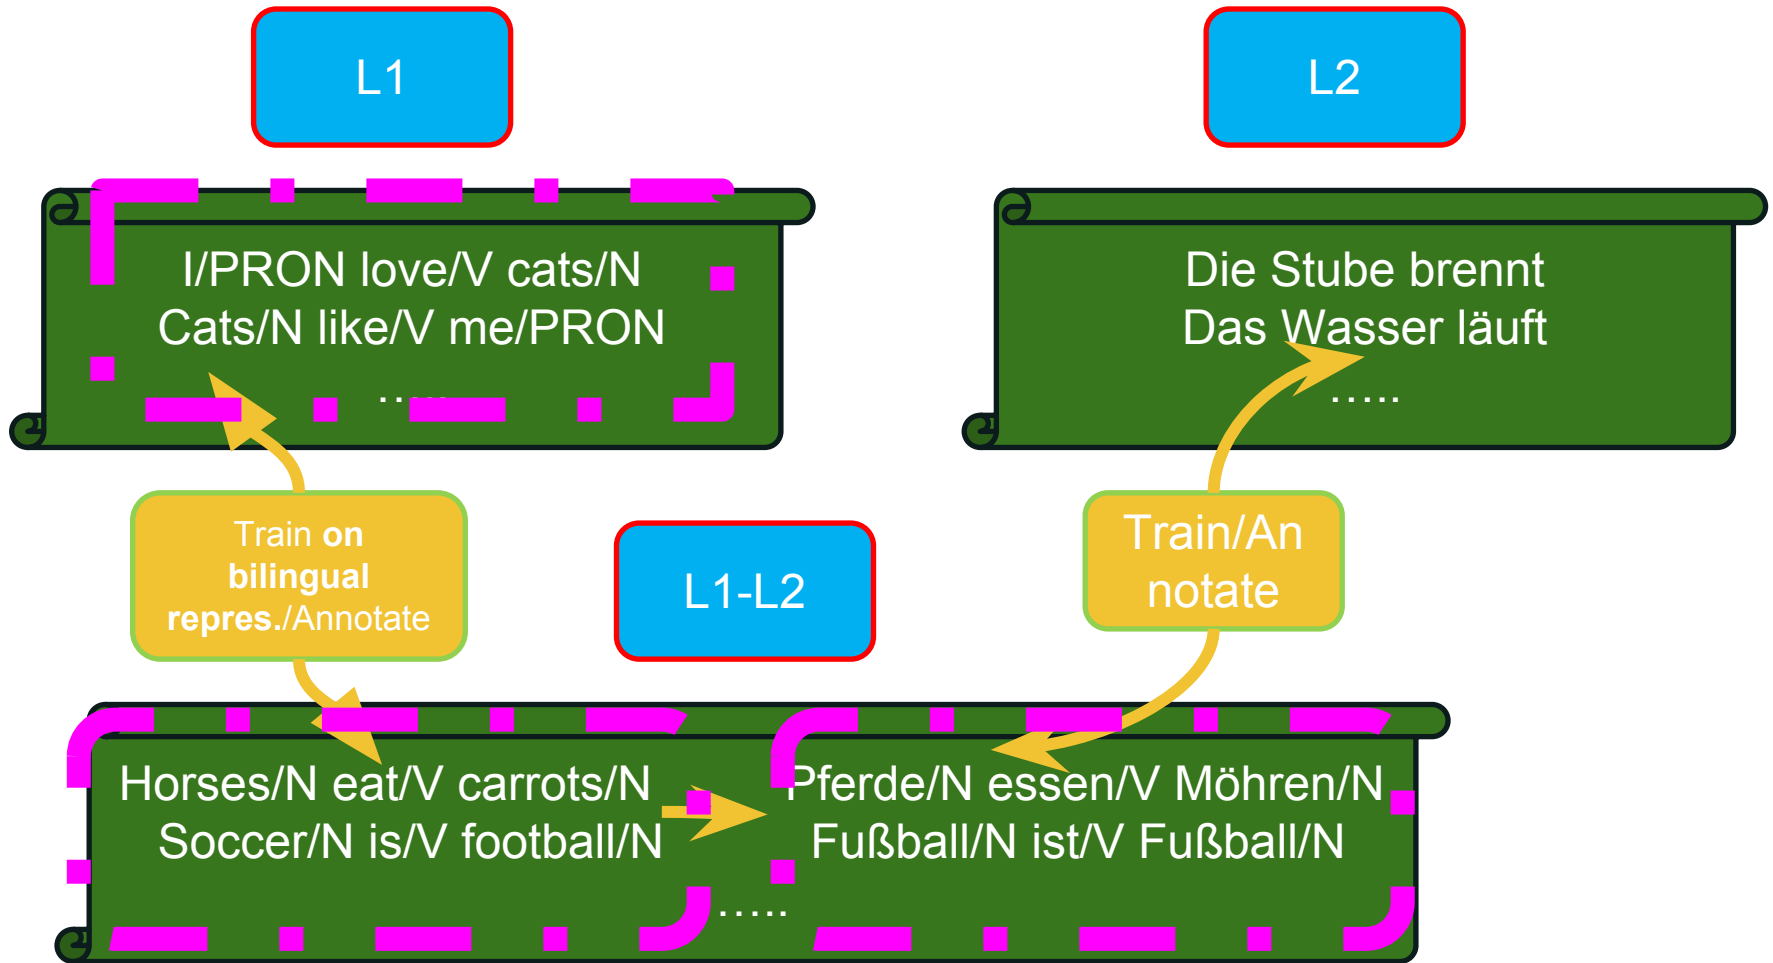 L1
L2
I/PRON love/V cats/N
Cats/N like/V me/PRON
…..
Die Stube brennt
Das Wasser läuft
…..
Train on
bilingual
repres./Annotate
L1-L2
Train/An
notate
Horses/N eat/V carrots/N
Soccer/N is/V football/N
Pferde/N essen/V Möhren/N
Fußball/N ist/V Fußball/N
…..